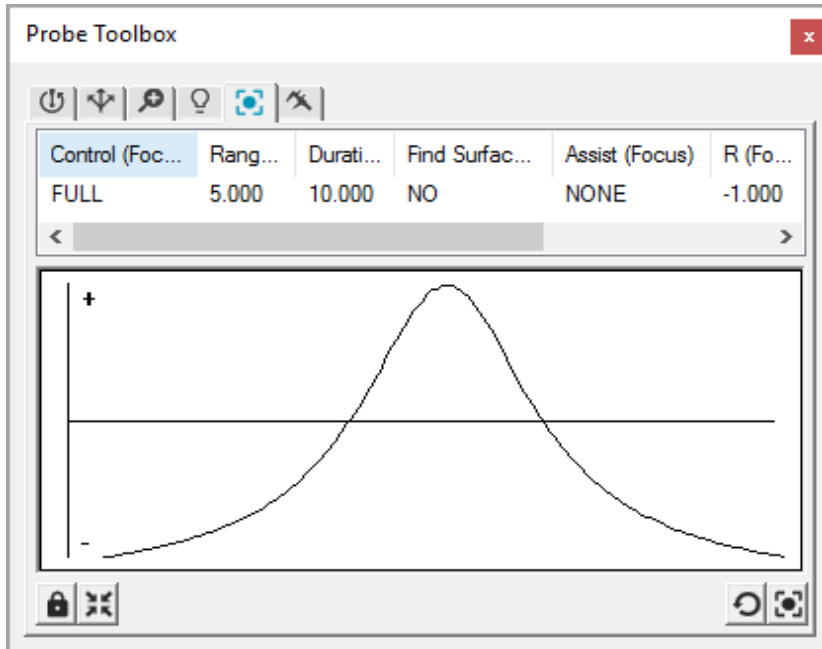 Probe Toolbox
x
Control (Foc... Rang... Durati... Find Surfac... Assist (Focus) R (Fo...
FULL 5.000 10.000 NO NONE -1.000
+
-